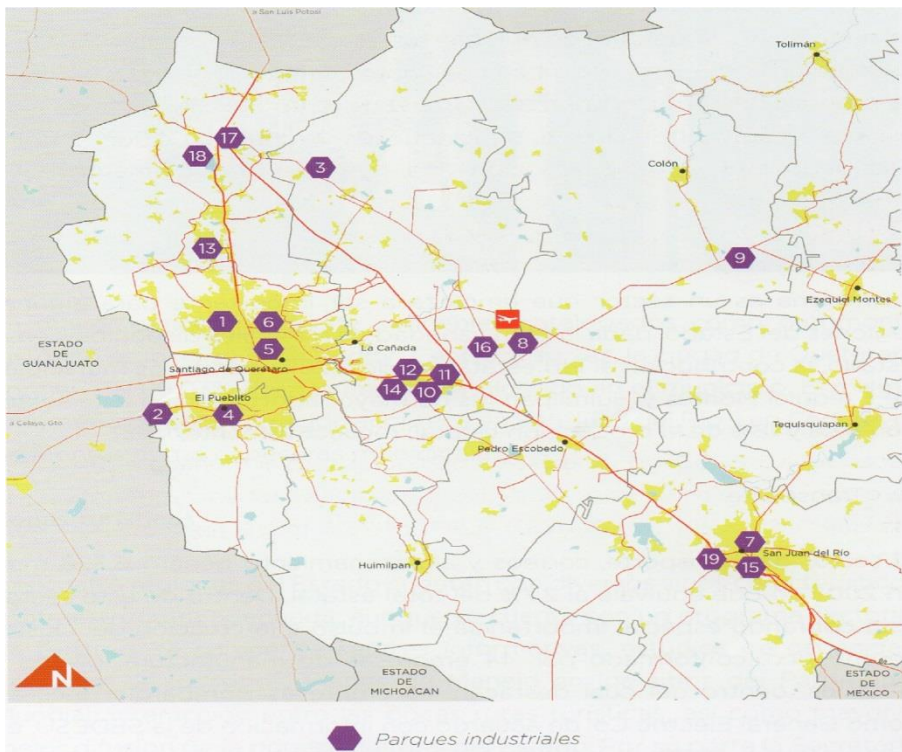 a San Luis Potosí
Tolimán
17
18
3
Colón
13
9
Ezequiel Montes
1
6
ESTADO
DE
GUANAJUATO
La Cañada
16
8
5
Santiago de Querétaro
12
11
14
10
El Pueblito
2
4
a Celaya, Gto
Tequisquiapan
Pedro Escobedo
7
San Juan del Río
19
15
Huimilpan
N
ESTADO
DE
MICHOACAN
ESTADO
DE
MEXICO
Parques industriales